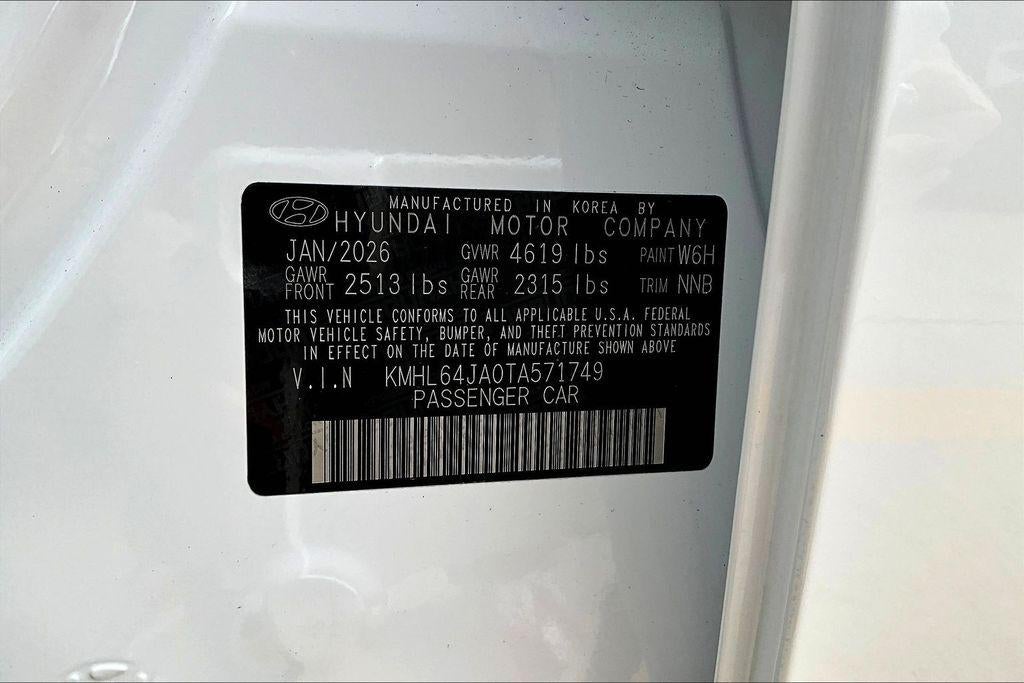 MANUFACTURED IN KOREA BY
HYUNDAI MOTOR COMPANY
JAN/2026 GVWR 4619 lbs PAINT W6H
GAWR FRONT 2513 lbs GAWR REAR 2315 lbs TRIM NNB
THIS VEHICLE CONFORMS TO ALL APPLICABLE U.S.A. FEDERAL
MOTOR VEHICLE SAFETY, BUMPER, AND THEFT PREVENTION STANDARDS
IN EFFECT ON THE DATE OF MANUFACTURE SHOWN ABOVE
V.I.N KMHL64JA0TA571749
PASSENGER CAR